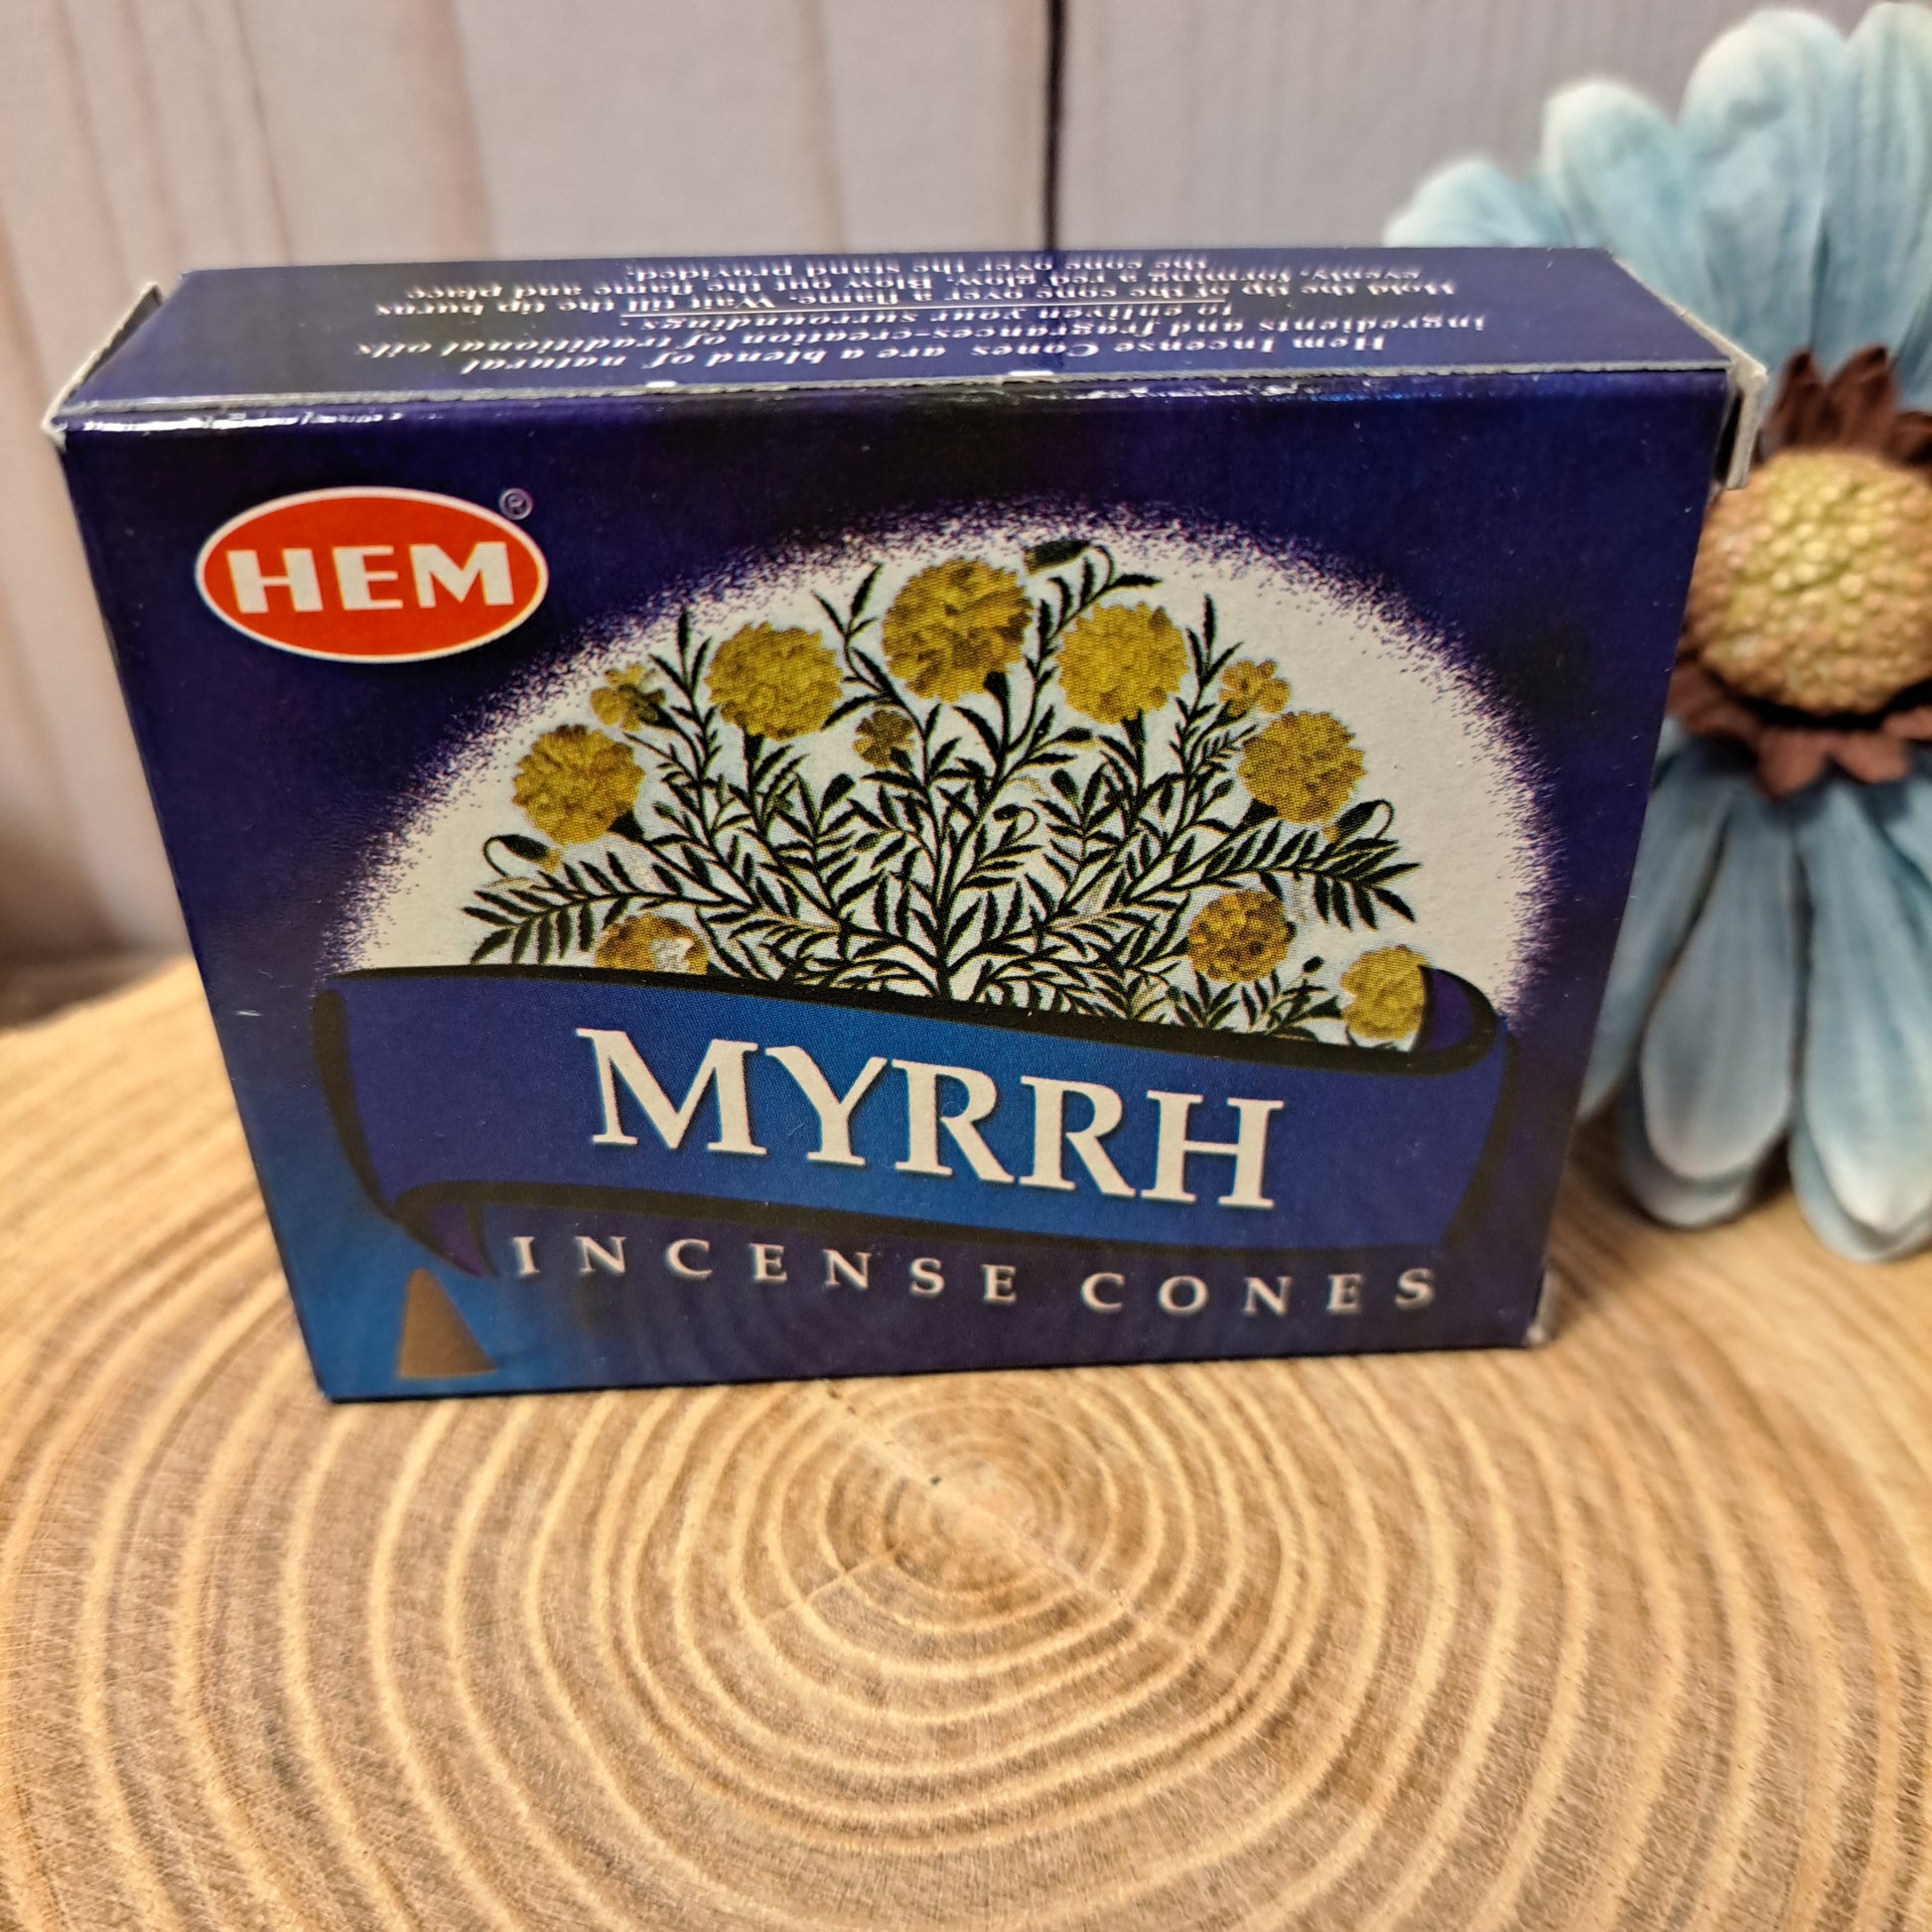 Hem Incense Cones are a blend of natural
ingredients and fragrances-creation of traditional oils
to enliven your surroundings.
Hold the tip of the cone over a flame. Wait till the tip burns
evenly, forming a red glow. Blow out the flame and place
the cone over the stand provided.
HEM®
MYRRH
INCENSE CONES